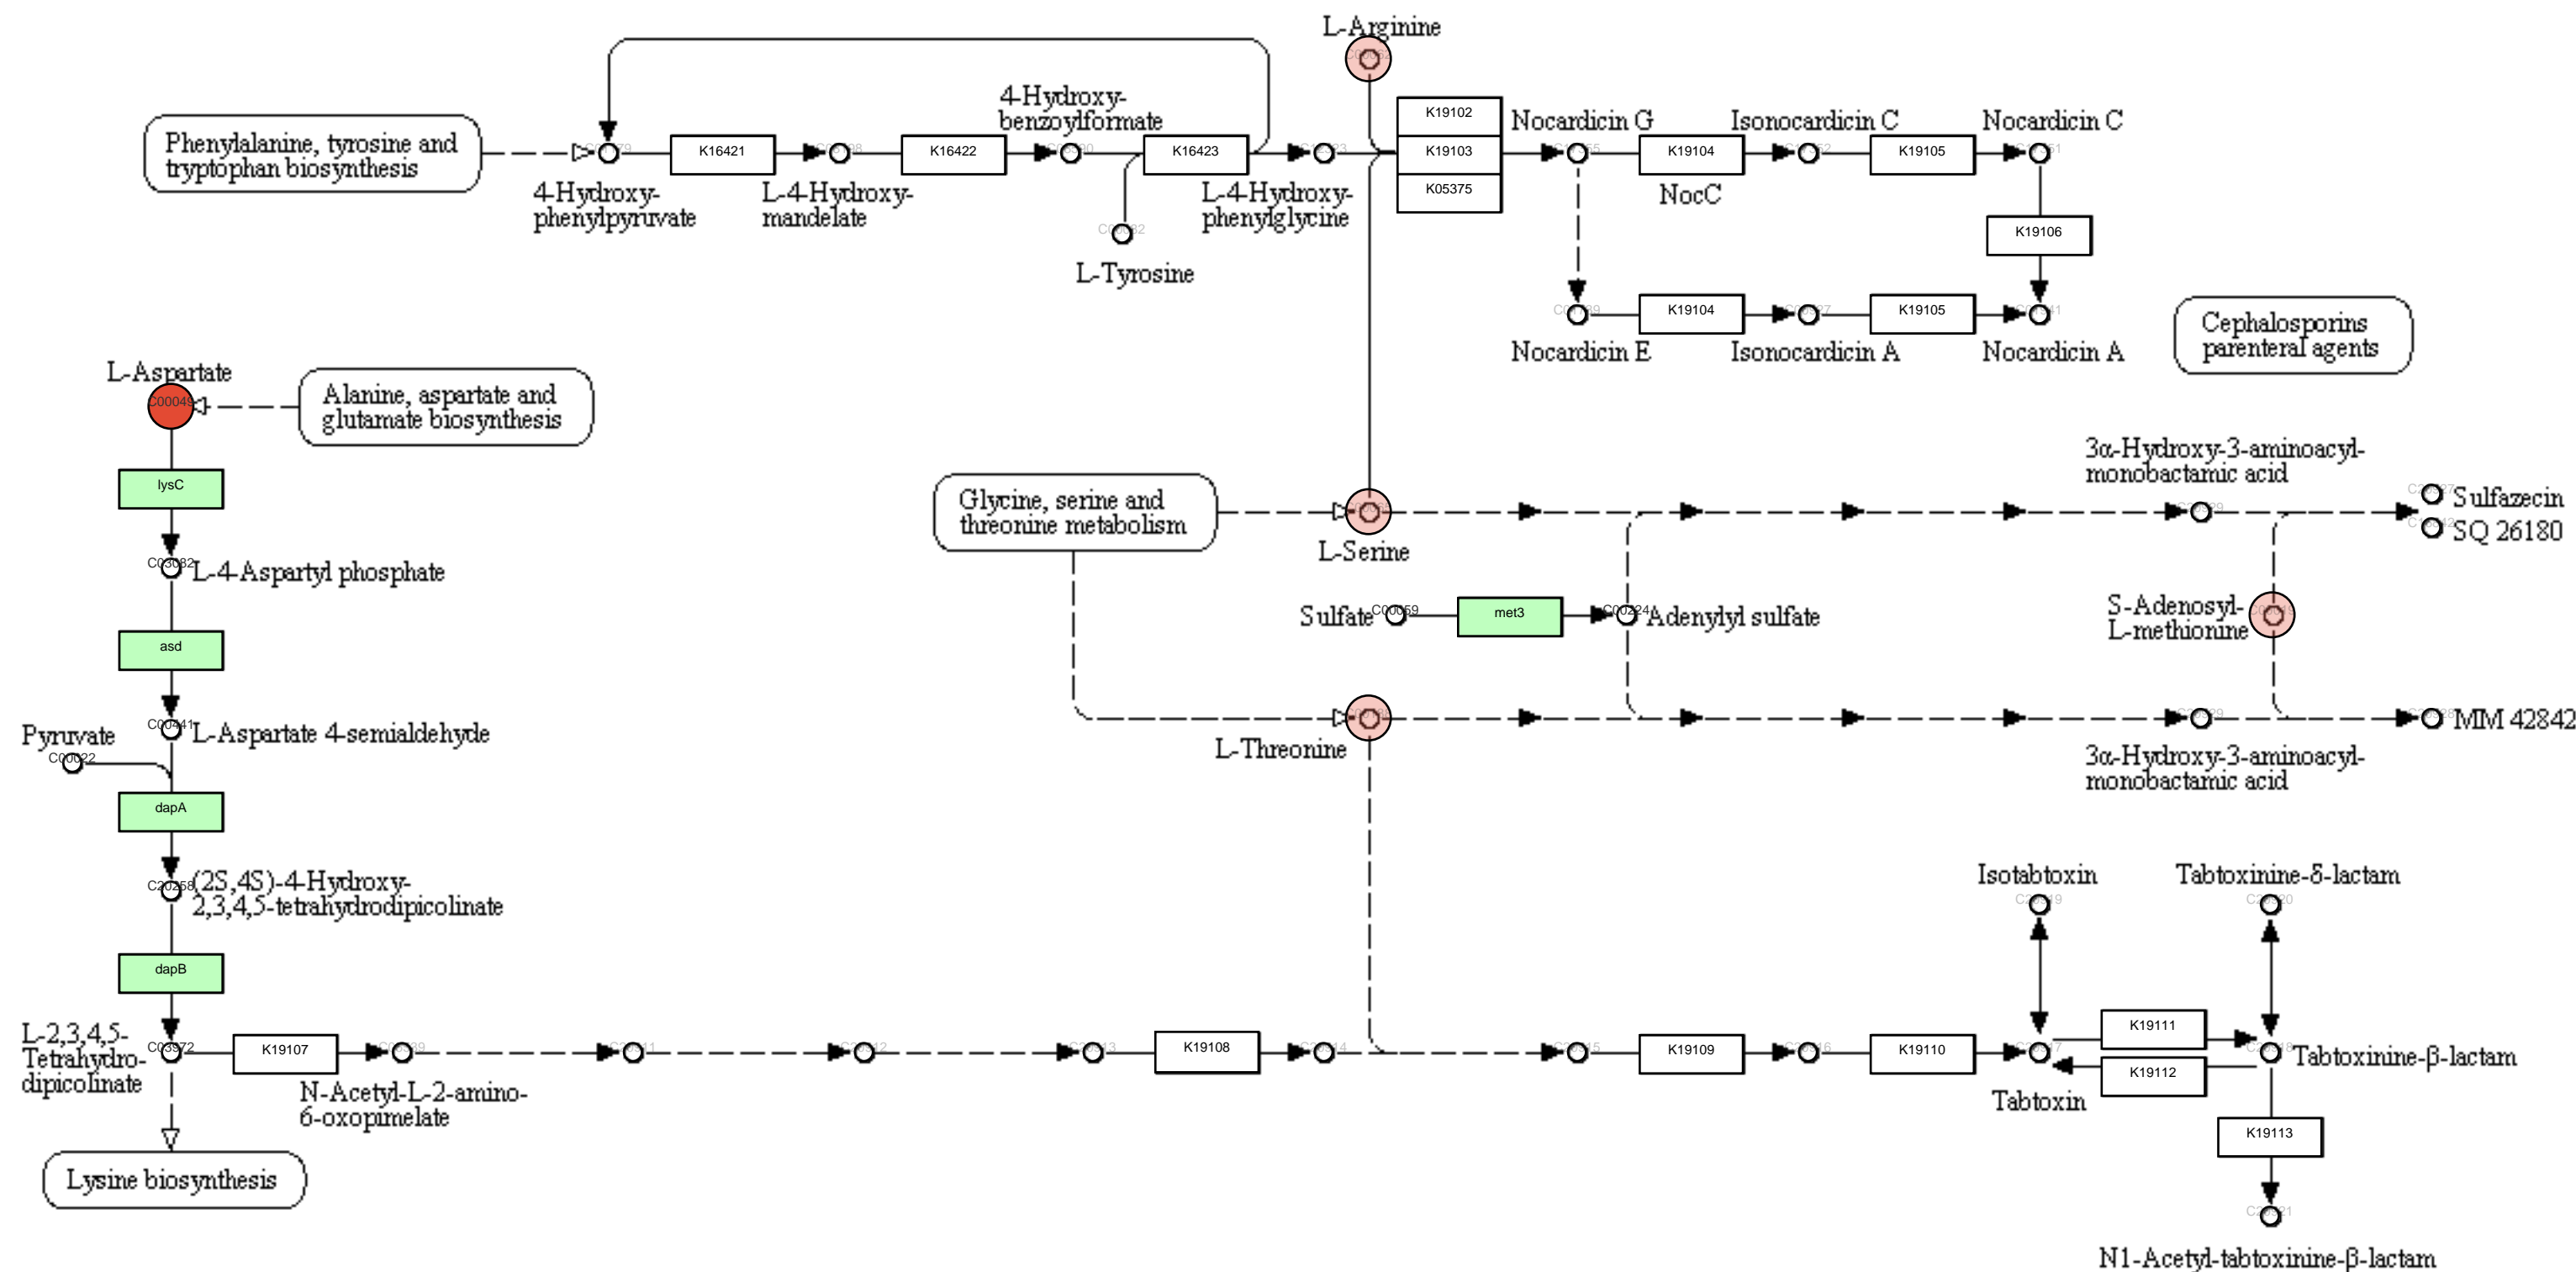 L-Arginine
4-Hydroxy-
benzoylformate
Phenylalanine, tyrosine and
tryptophan biosynthesis
K16421
K16422
K16423
K19102
K19103
K05375
Nocardicin G
K19104
NocC
Isonocardicin C
K19105
Nocardicin C
4-Hydroxy-
phenylpyruvate
L-4-Hydroxy-
mandelate
L-4-Hydroxy-
phenylglycine
L-Tyrosine
K19106
K19104
K19105
Nocardicin E
Isonocardicin A
Nocardicin A
Cephalosporins
parenteral agents
L-Aspartate
C00049
Alanine, aspartate and
glutamate biosynthesis
lysC
C03082
L-4-Aspartyl phosphate
asd
C00441
L-Aspartate 4-semialdehyde
Pyruvate
C00022
dapA
C20258
(2S,4S)-4-Hydroxy-
2,3,4,5-tetrahydrodipicolinate
dapB
L-2,3,4,5-
Tetrahydro-
dipicolinate
C03972
Lysine biosynthesis
Glycine, serine and
threonine metabolism
L-Serine
3α-Hydroxy-3-aminoacyl-
monobactamic acid
Sulfazecin
SQ 26180
Sulfate
C00059
met3
C00224
Adenylyl sulfate
S-Adenosyl-
L-methionine
L-Threonine
3α-Hydroxy-3-aminoacyl-
monobactamic acid
MM 42842
K19107
N-Acetyl-L-2-amino-
6-oxopimelate
K19108
K19109
K19110
Isotabtoxin
Tabtoxinine-δ-lactam
K19111
K19112
Tabtoxin
Tabtoxinine-β-lactam
K19113
N1-Acetyl-tabtoxinine-β-lactam